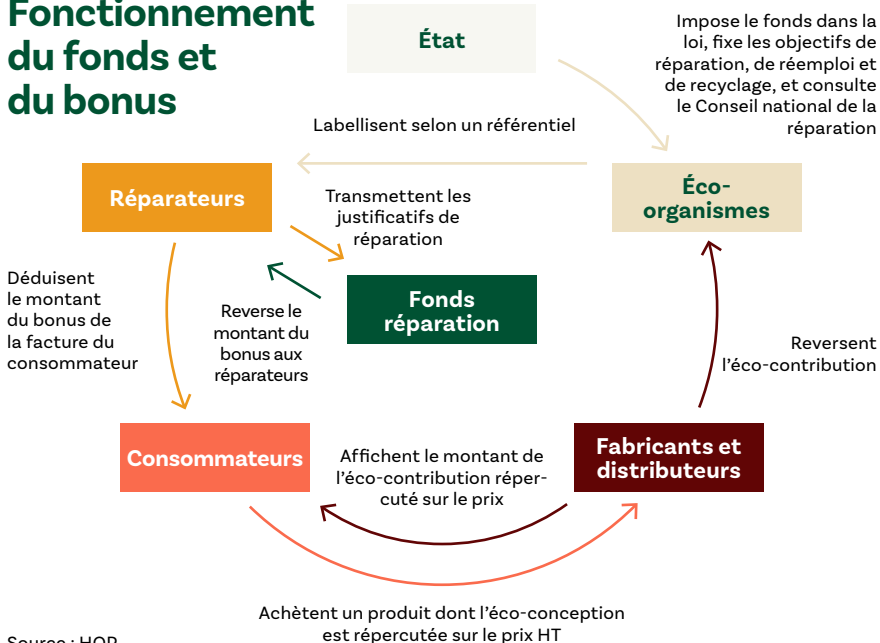 Fonctionnement
du fonds et
du bonus
État
Impose le fonds dans la
loi, fixe les objectifs de
réparation, de réemploi et
de recyclage, et consulte
le Conseil national de la
réparation
Labellisent selon un référentiel
Réparateurs
Transmettent les
justificatifs de
réparation
Éco-
organismes
Déduisent
le montant
du bonus de
la facture du
consommateur
Reverse le
montant du
bonus aux
réparateurs
Fonds
réparation
Reversent
l’éco-contribution
Consommateurs
Affichent le montant de
l’éco-contribution réper-
cuté sur le prix
Fabricants et
distributeurs
Achètent un produit dont l’éco-conception
est répercutée sur le prix HT
Source : HOP